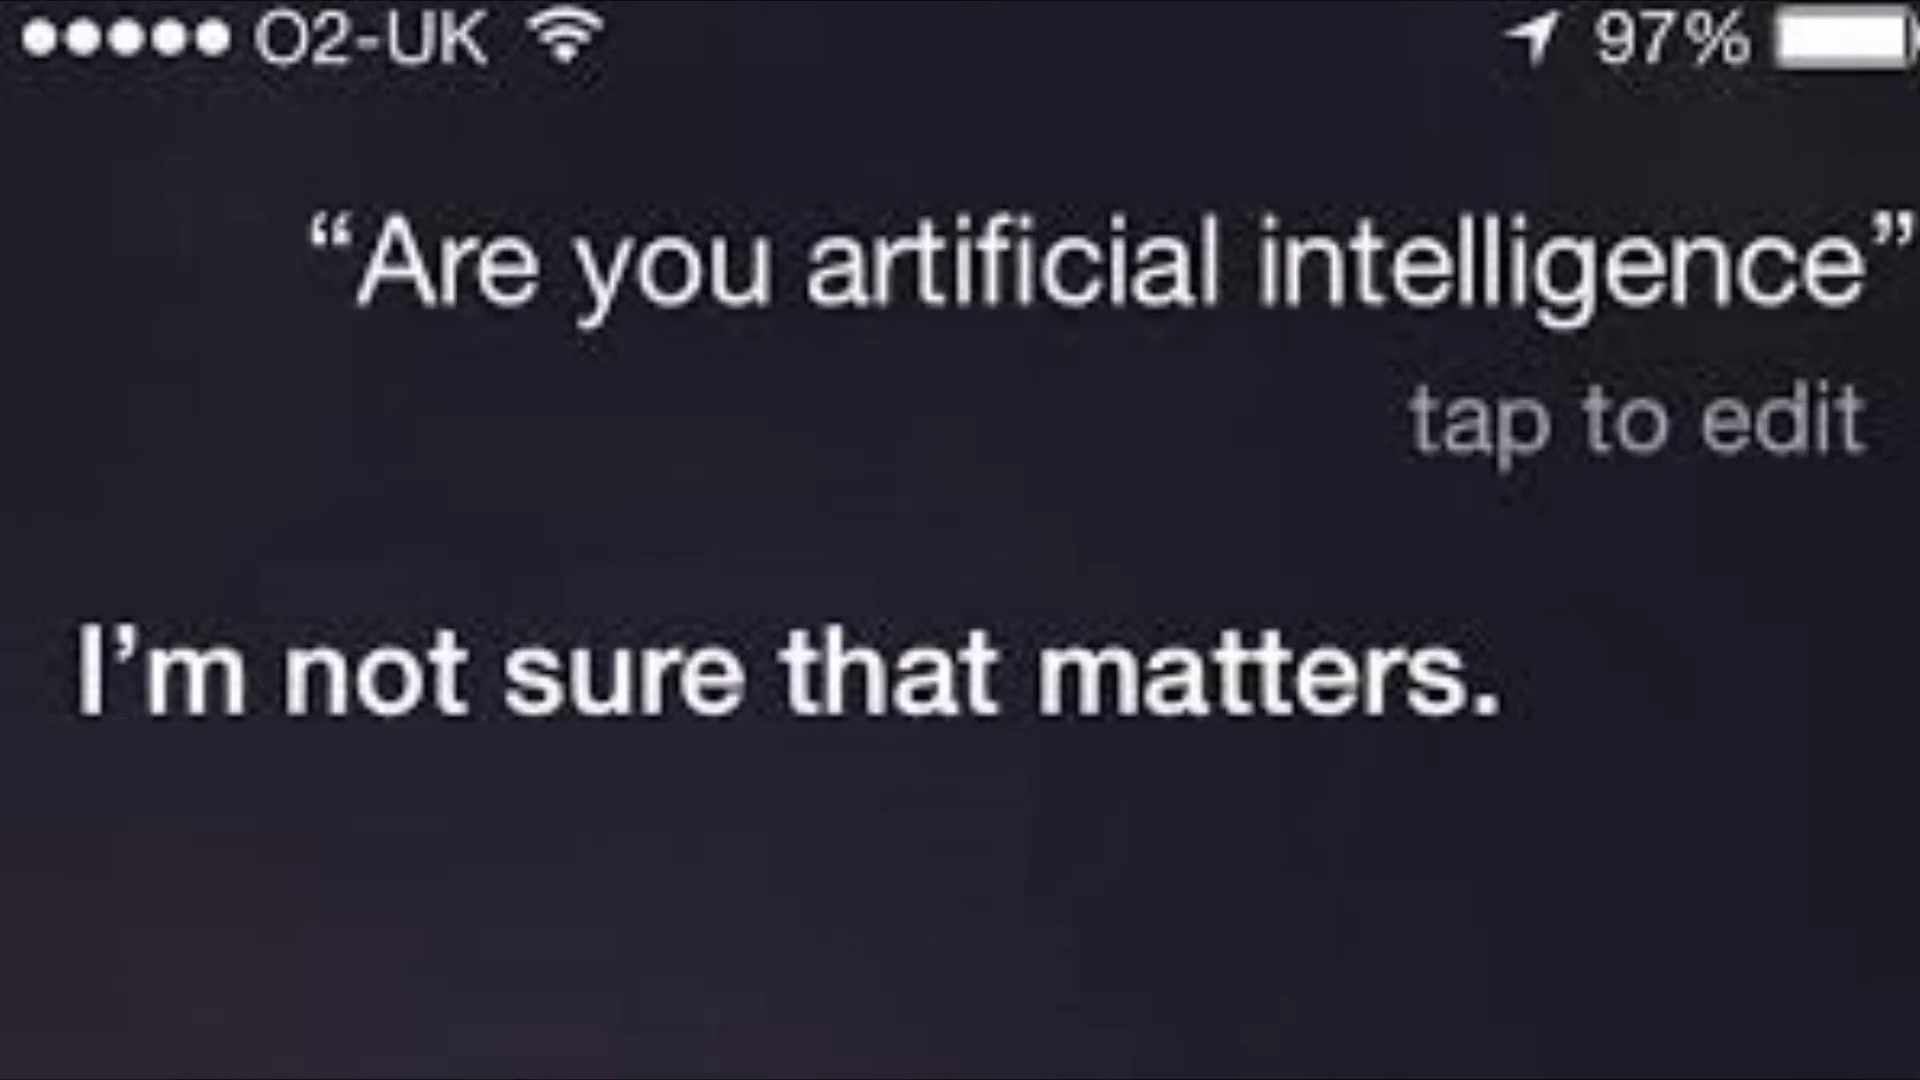 O2-UK 97%
“Are you artificial intelligence”
tap to edit
I’m not sure that matters.